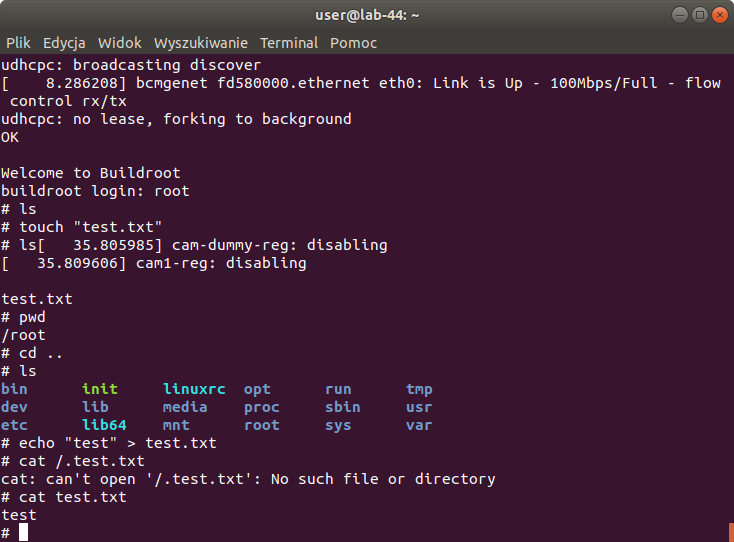 user@lab-44: ~
Plik Edycja Widok Wyszukiwanie Terminal Pomoc
udhcpc: broadcasting discover
[    8.286208] bcmgenet fd580000.ethernet eth0: Link is Up - 100Mbps/Full - flow
 control rx/tx
udhcpc: no lease, forking to background
OK

Welcome to Buildroot
buildroot login: root
# ls
# touch "test.txt"
# ls[   35.805985] cam-dummy-reg: disabling
[   35.809606] cam1-reg: disabling

test.txt
# pwd
/root
# cd ..
# ls
bin      init     linuxrc  opt      run      tmp
dev      lib      media    proc     sbin     usr
etc      lib64    mnt      root     sys      var
# echo "test" > test.txt
# cat /.test.txt
cat: can't open '/.test.txt': No such file or directory
# cat test.txt
test
#